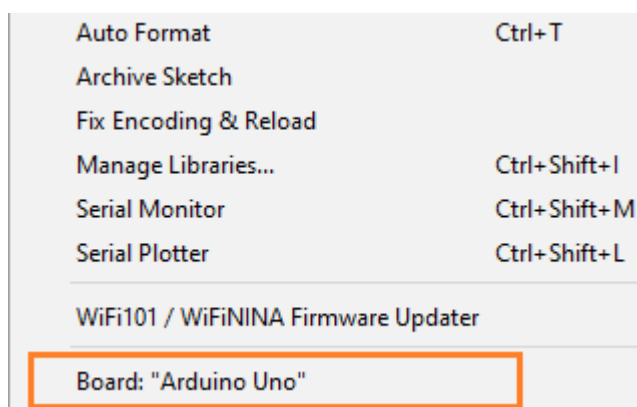 Auto Format Ctrl+T
Archive Sketch
Fix Encoding & Reload
Manage Libraries... Ctrl+Shift+I
Serial Monitor Ctrl+Shift+M
Serial Plotter Ctrl+Shift+L
WiFi101 / WiFiNINA Firmware Updater
Board: "Arduino Uno"